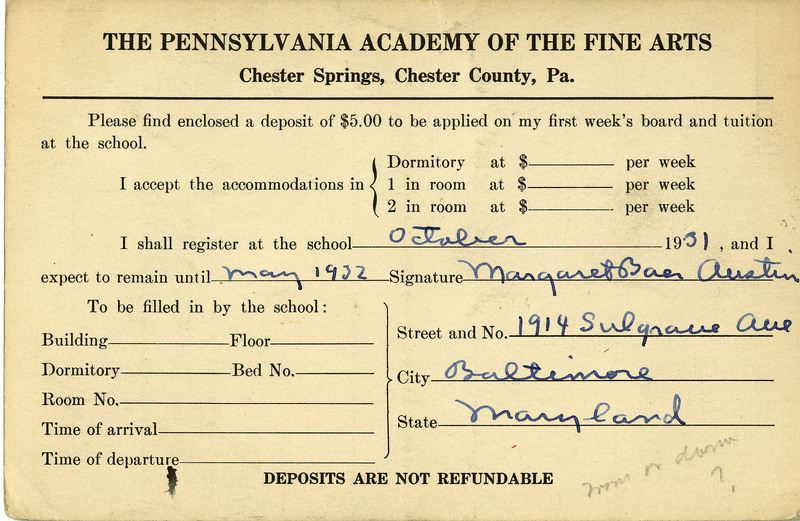 THE PENNSYLVANIA ACADEMY OF THE FINE ARTS
Chester Springs, Chester County, Pa.
Please find enclosed a deposit of $5.00 to be applied on my first week's board and tuition
at the school.
I accept the accommodations in { Dormitory at $ per week
1 in room at $ per week
2 in room at $ per week
I shall register at the school October 1931, and I
expect to remain until May 1932 Signature Margaret Baer Austin
To be filled in by the school:
Building Floor
Dormitory Bed No.
Room No.
Time of arrival
Time of departure
Street and No. 1914 Sulgrave Ave
City Baltimore
State Maryland
DEPOSITS ARE NOT REFUNDABLE
room or dorm
?